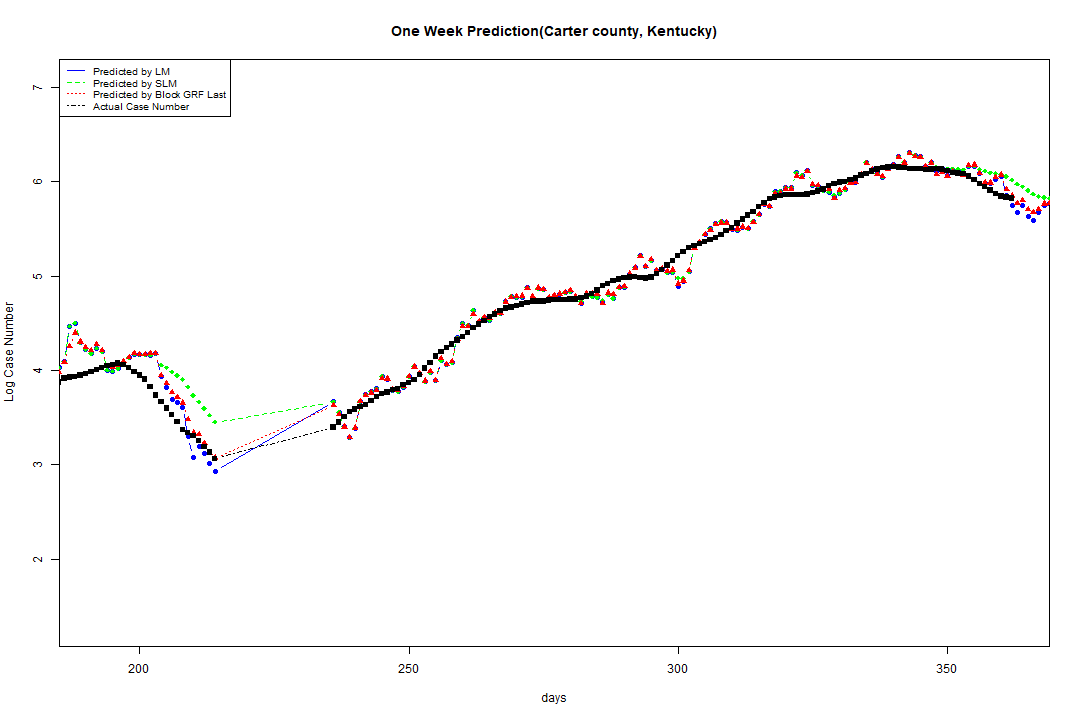 One Week Prediction(Carter county, Kentucky)
Predicted by LM
Predicted by SLM
Predicted by Block GRF Last
Actual Case Number
7
6
5
4
3
2
Log Case Number
200 250 300 350
days